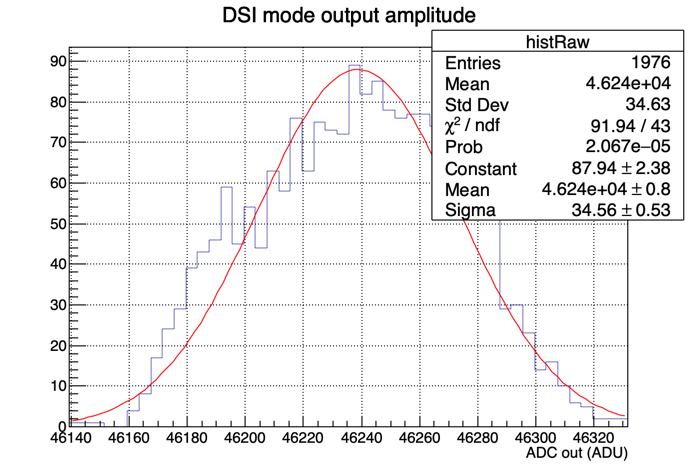 DSI mode output amplitude
histRaw
Entries 1976
Mean 4.624e+04
Std Dev 34.63
χ² / ndf 91.94 / 43
Prob 2.067e−05
Constant 87.94 ± 2.38
Mean 4.624e+04 ± 0.8
Sigma 34.56 ± 0.53
90
80
70
60
50
40
30
20
10
0
46140 46160 46180 46200 46220 46240 46260 46280 46300 46320
ADC out (ADU)